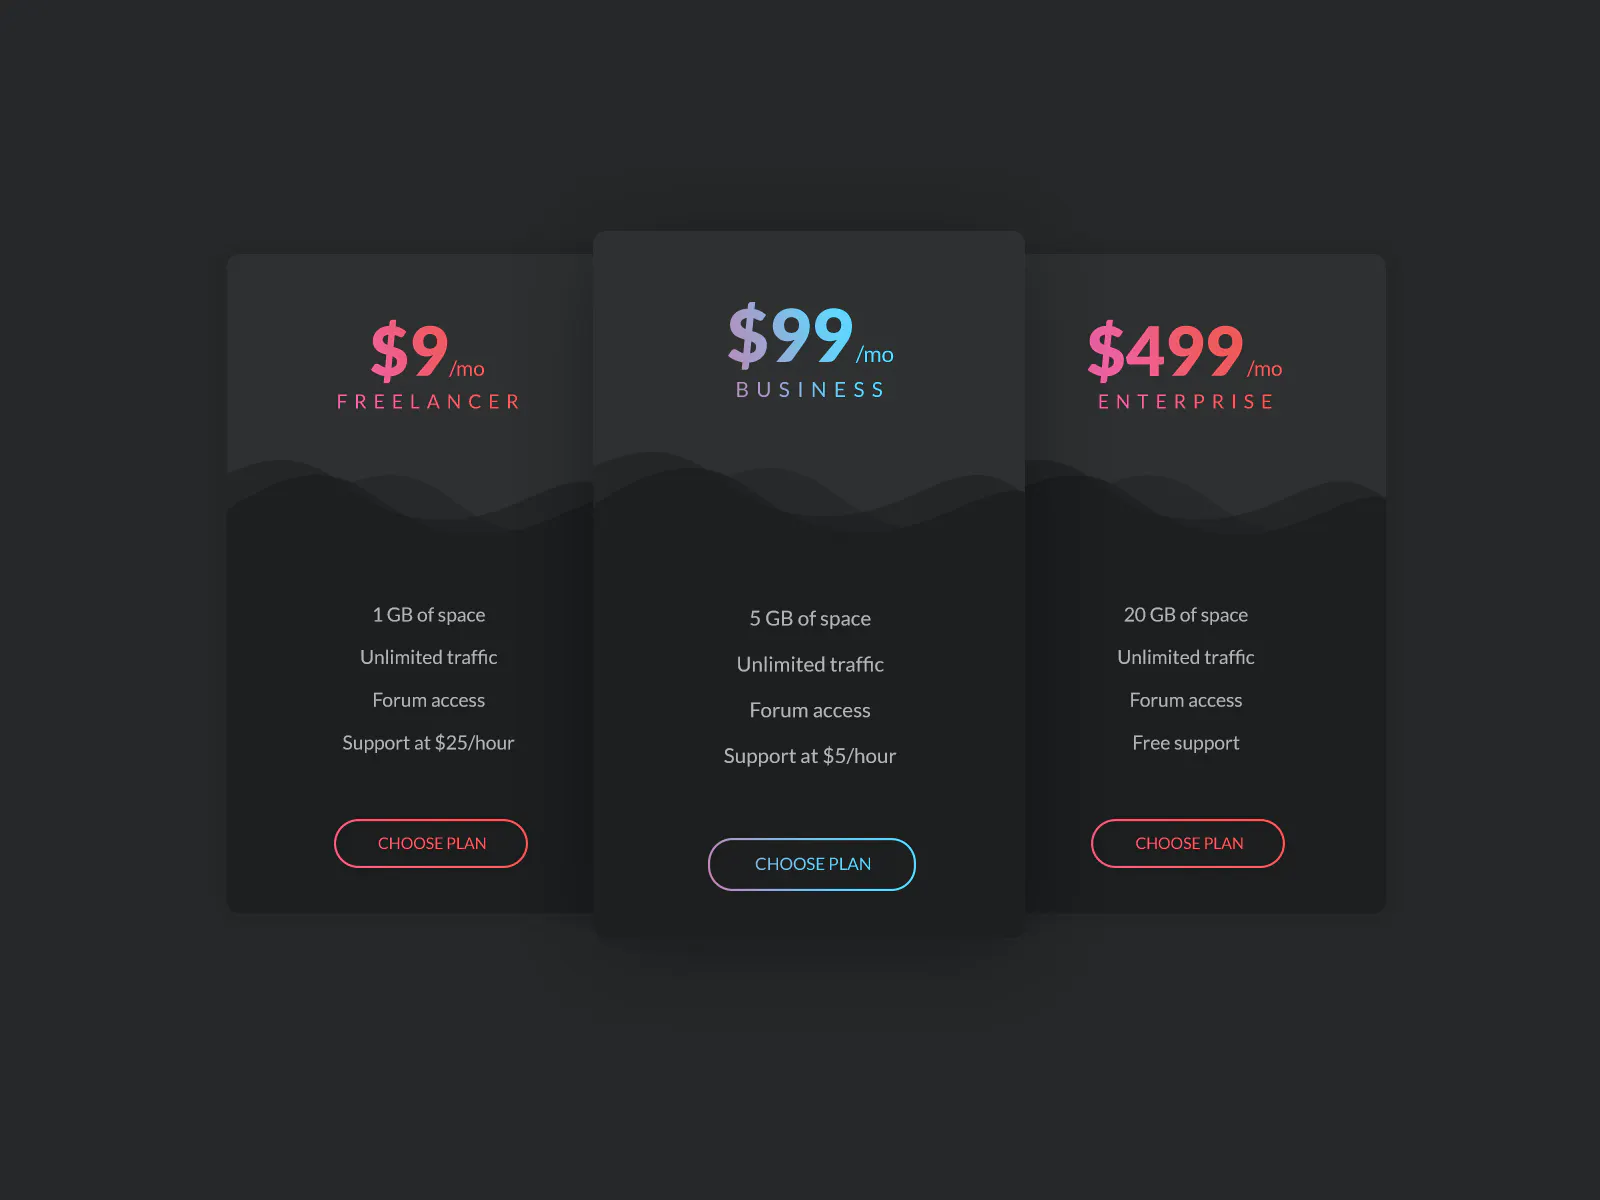 $9/mo
FREELANCER
1 GB of space
Unlimited traffic
Forum access
Support at $25/hour
CHOOSE PLAN
$99/mo
BUSINESS
5 GB of space
Unlimited traffic
Forum access
Support at $5/hour
CHOOSE PLAN
$499/mo
ENTERPRISE
20 GB of space
Unlimited traffic
Forum access
Free support
CHOOSE PLAN